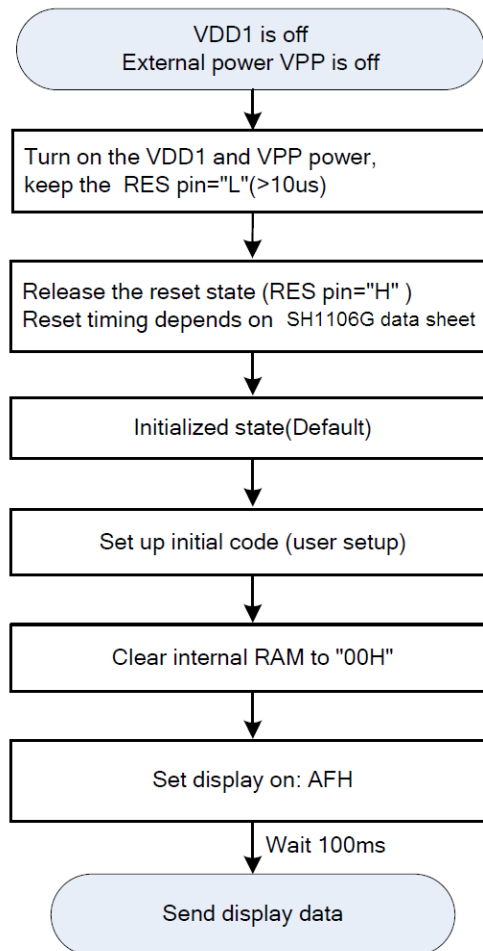 VDD1 is off
External power VPP is off
Turn on the VDD1 and VPP power,
keep the RES pin="L"(>10us)
Release the reset state (RES pin="H" )
Reset timing depends on SH1106G data sheet
Initialized state(Default)
Set up initial code (user setup)
Clear internal RAM to "00H"
Set display on: AFH
Wait 100ms
Send display data